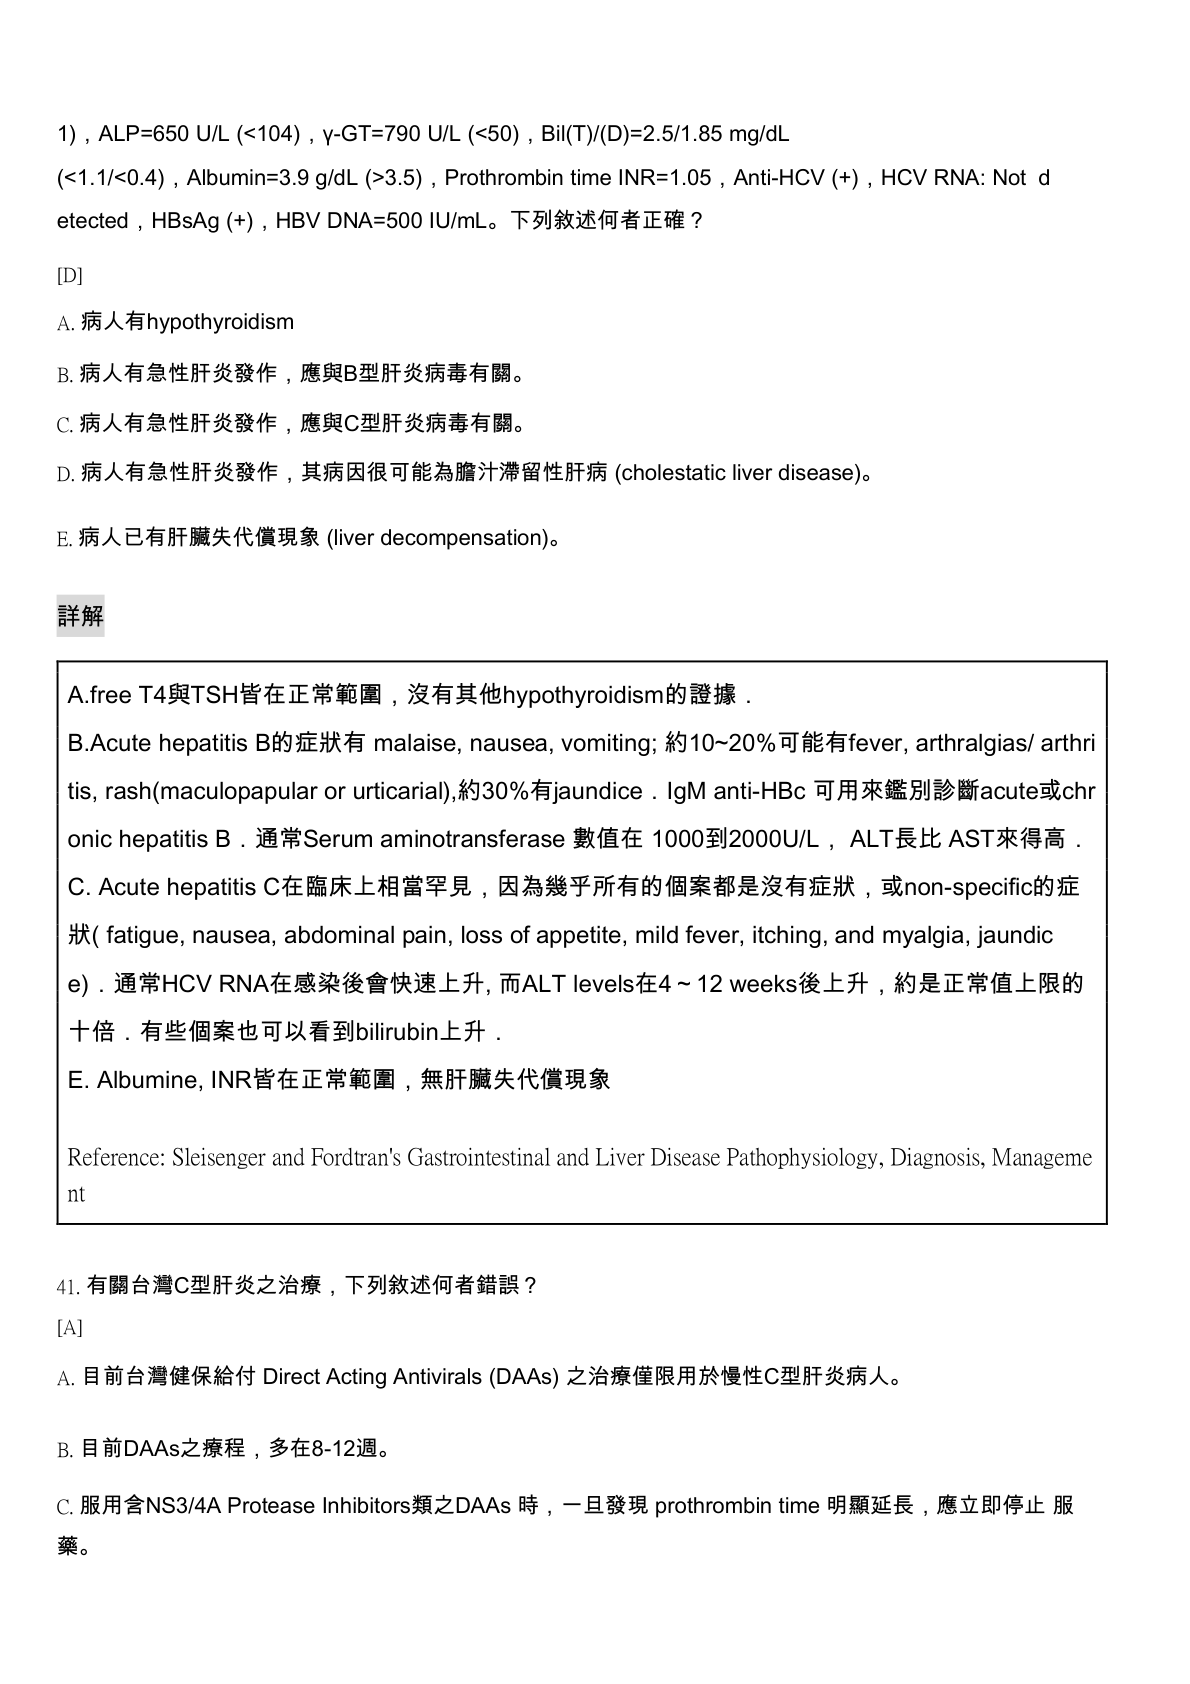 1)，ALP=650 U/L (<104)，γ-GT=790 U/L (<50)，Bil(T)/(D)=2.5/1.85 mg/dL
(<1.1/<0.4)，Albumin=3.9 g/dL (>3.5)，Prothrombin time INR=1.05，Anti-HCV (+)，HCV RNA: Not d
etected，HBsAg (+)，HBV DNA=500 IU/mL。下列敘述何者正確？
[D]
A. 病人有hypothyroidism
B. 病人有急性肝炎發作，應與B型肝炎病毒有關。
C. 病人有急性肝炎發作，應與C型肝炎病毒有關。
D. 病人有急性肝炎發作，其病因很可能為膽汁滯留性肝病 (cholestatic liver disease)。
E. 病人已有肝臟失代償現象 (liver decompensation)。
詳解
A.free T4與TSH皆在正常範圍，沒有其他hypothyroidism的證據．
B.Acute hepatitis B的症狀有 malaise, nausea, vomiting; 約10~20%可能有fever, arthralgias/ arthri
tis, rash(maculopapular or urticarial),約30%有jaundice．IgM anti-HBc 可用來鑑別診斷acute或chr
onic hepatitis B．通常Serum aminotransferase 數值在 1000到2000U/L， ALT長比 AST來得高．
C. Acute hepatitis C在臨床上相當罕見，因為幾乎所有的個案都是沒有症狀，或non-specific的症
狀( fatigue, nausea, abdominal pain, loss of appetite, mild fever, itching, and myalgia, jaundic
e)．通常HCV RNA在感染後會快速上升, 而ALT levels在4～12 weeks後上升，約是正常值上限的
十倍．有些個案也可以看到bilirubin上升．
E. Albumine, INR皆在正常範圍，無肝臟失代償現象
Reference: Sleisenger and Fordtran's Gastrointestinal and Liver Disease Pathophysiology, Diagnosis, Manageme
nt
41. 有關台灣C型肝炎之治療，下列敘述何者錯誤？
[A]
A. 目前台灣健保給付 Direct Acting Antivirals (DAAs) 之治療僅限用於慢性C型肝炎病人。
B. 目前DAAs之療程，多在8-12週。
C. 服用含NS3/4A Protease Inhibitors類之DAAs 時，一旦發現 prothrombin time 明顯延長，應立即停止 服
藥。